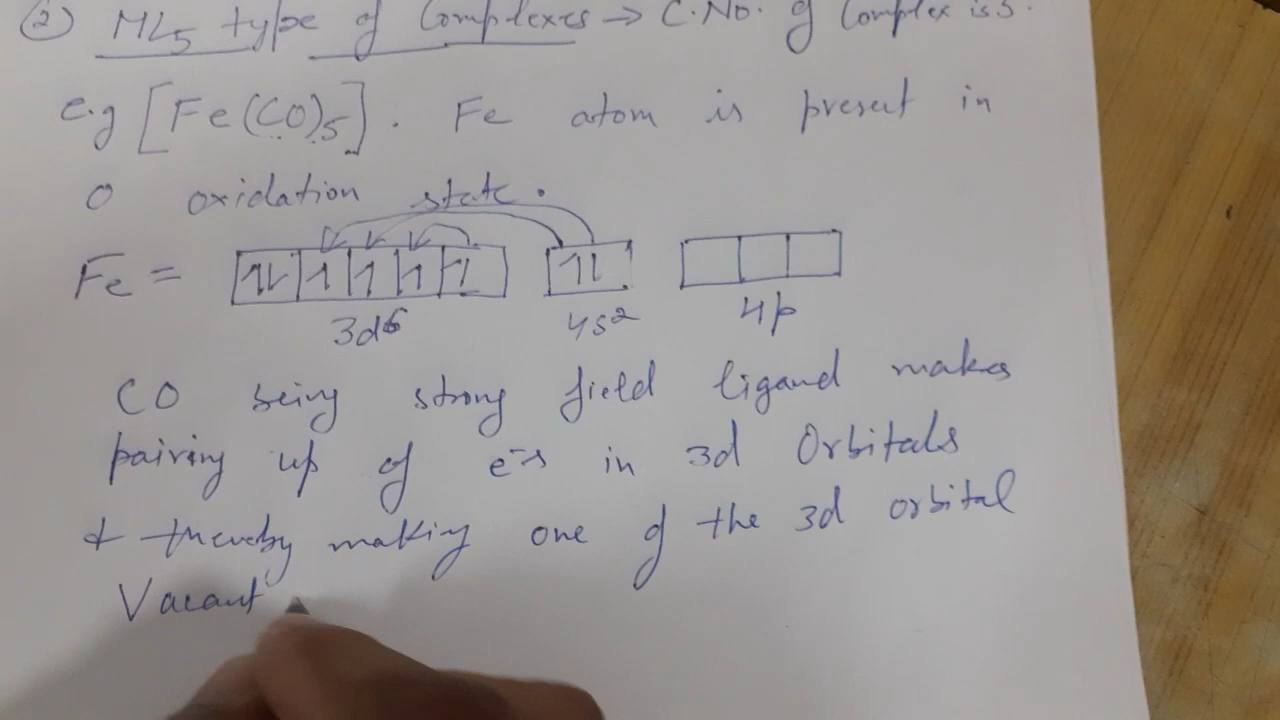 ② ML5 type of Complexes → C.No. of Complex is 5.
e.g [Fe(CO)5]. Fe atom is present in
0 oxidation state.
Fe = 1l 1 1 1 1 1l
3d6 4s2 4p
CO being strong field ligand makes
pairing up of e-s in 3d Orbitals
& thereby making one of the 3d orbital
Vacant